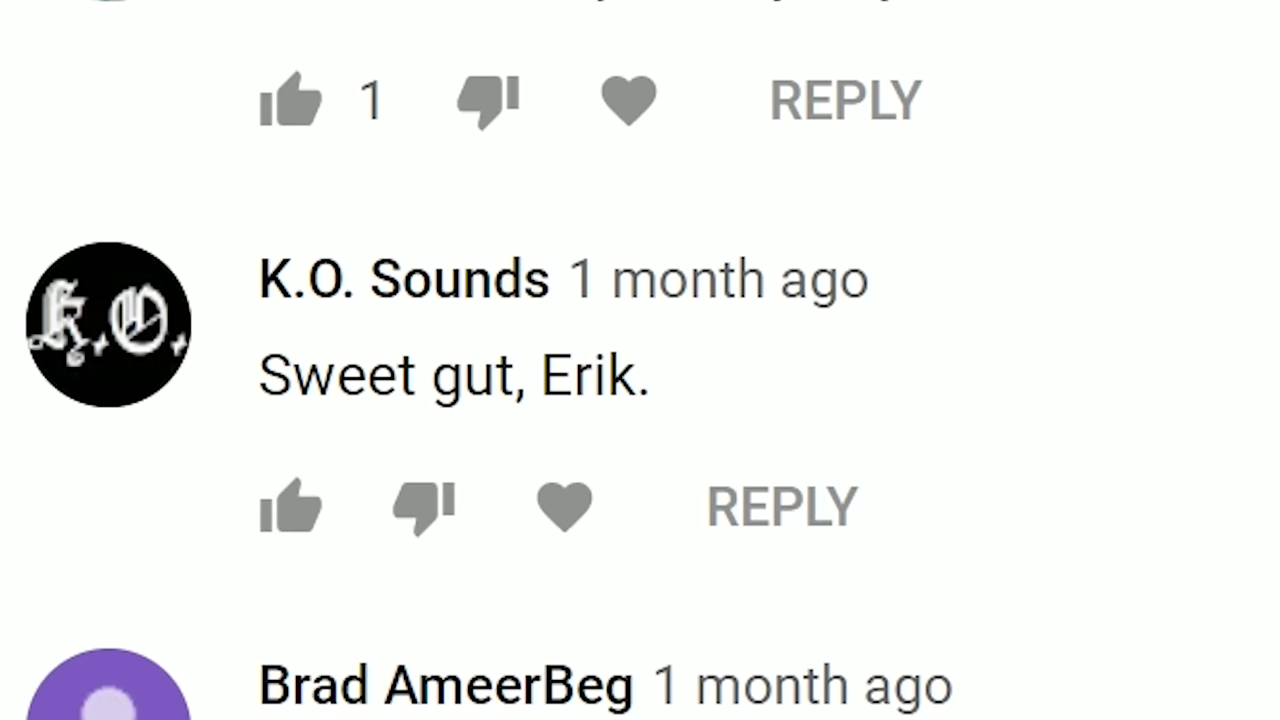 1 REPLY
K.O.
K.O. Sounds 1 month ago
Sweet gut, Erik.
REPLY
Brad AmeerBeg 1 month ago